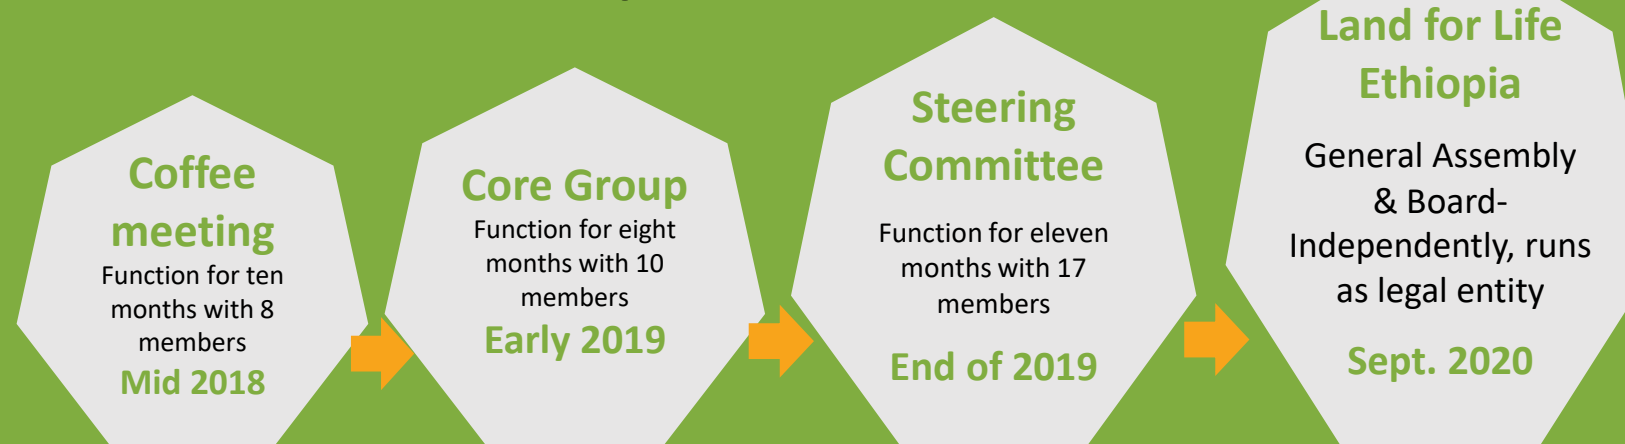 Coffee
meeting
Function for ten
months with 8
members
Mid 2018
Core Group
Function for eight
months with 10
members
Early 2019
Steering
Committee
Function for eleven
months with 17
members
End of 2019
Land for Life
Ethiopia
General Assembly
& Board-
Independently, runs
as legal entity
Sept. 2020